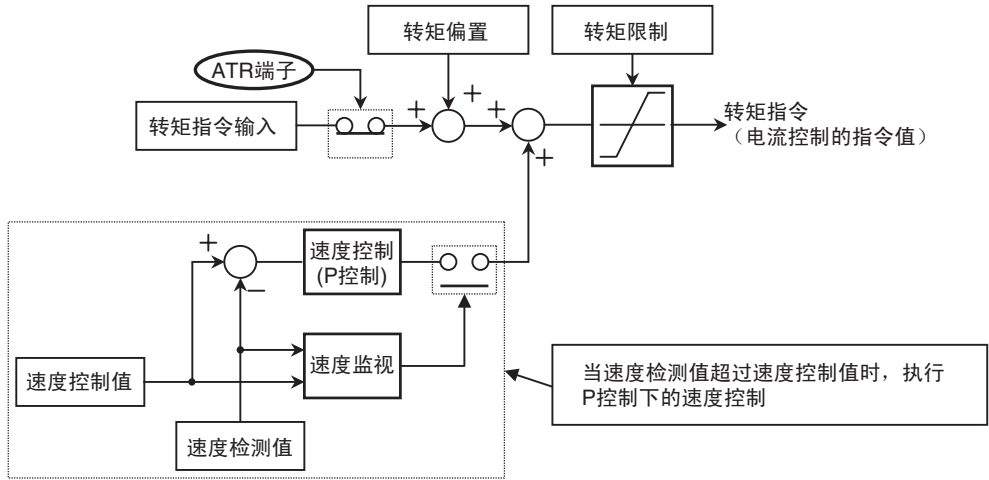 转矩偏置
转矩限制
ATR端子
转矩指令输入
+
+
+
+
转矩指令
（电流控制的指令值）
+
−
速度控制
(P控制)
速度监视
速度控制值
速度检测值
当速度检测值超过速度控制值时，执行
P控制下的速度控制